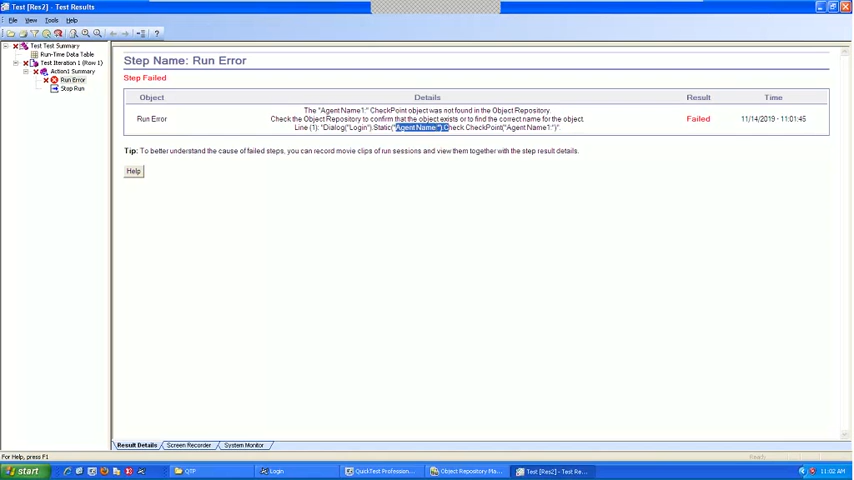 Test [Res2] - Test Results
File View Tools Help
Test Test Summary
Run-Time Data Table
Test Iteration 1 (Row 1)
Action1 Summary
Run Error
Stop Run
Step Name: Run Error
Step Failed
Object Details Result Time
Run Error
The "Agent Name1:" CheckPoint object was not found in the Object Repository.
Check the Object Repository to confirm that the object exists or to find the correct name for the object.
Line (1): "Dialog("Login").Static("Agent Name:").Check CheckPoint("Agent Name1:")".
Failed
11/14/2019 - 11:01:45
Tip: To better understand the cause of failed steps, you can record movie clips of run sessions and view them together with the step result details.
Help
Result Details Screen Recorder System Monitor
For Help, press F1
Ready
start QTP Login QuickTest Profession... Object Repository Ma... Test [Res2] - Test Re... 11:02 AM